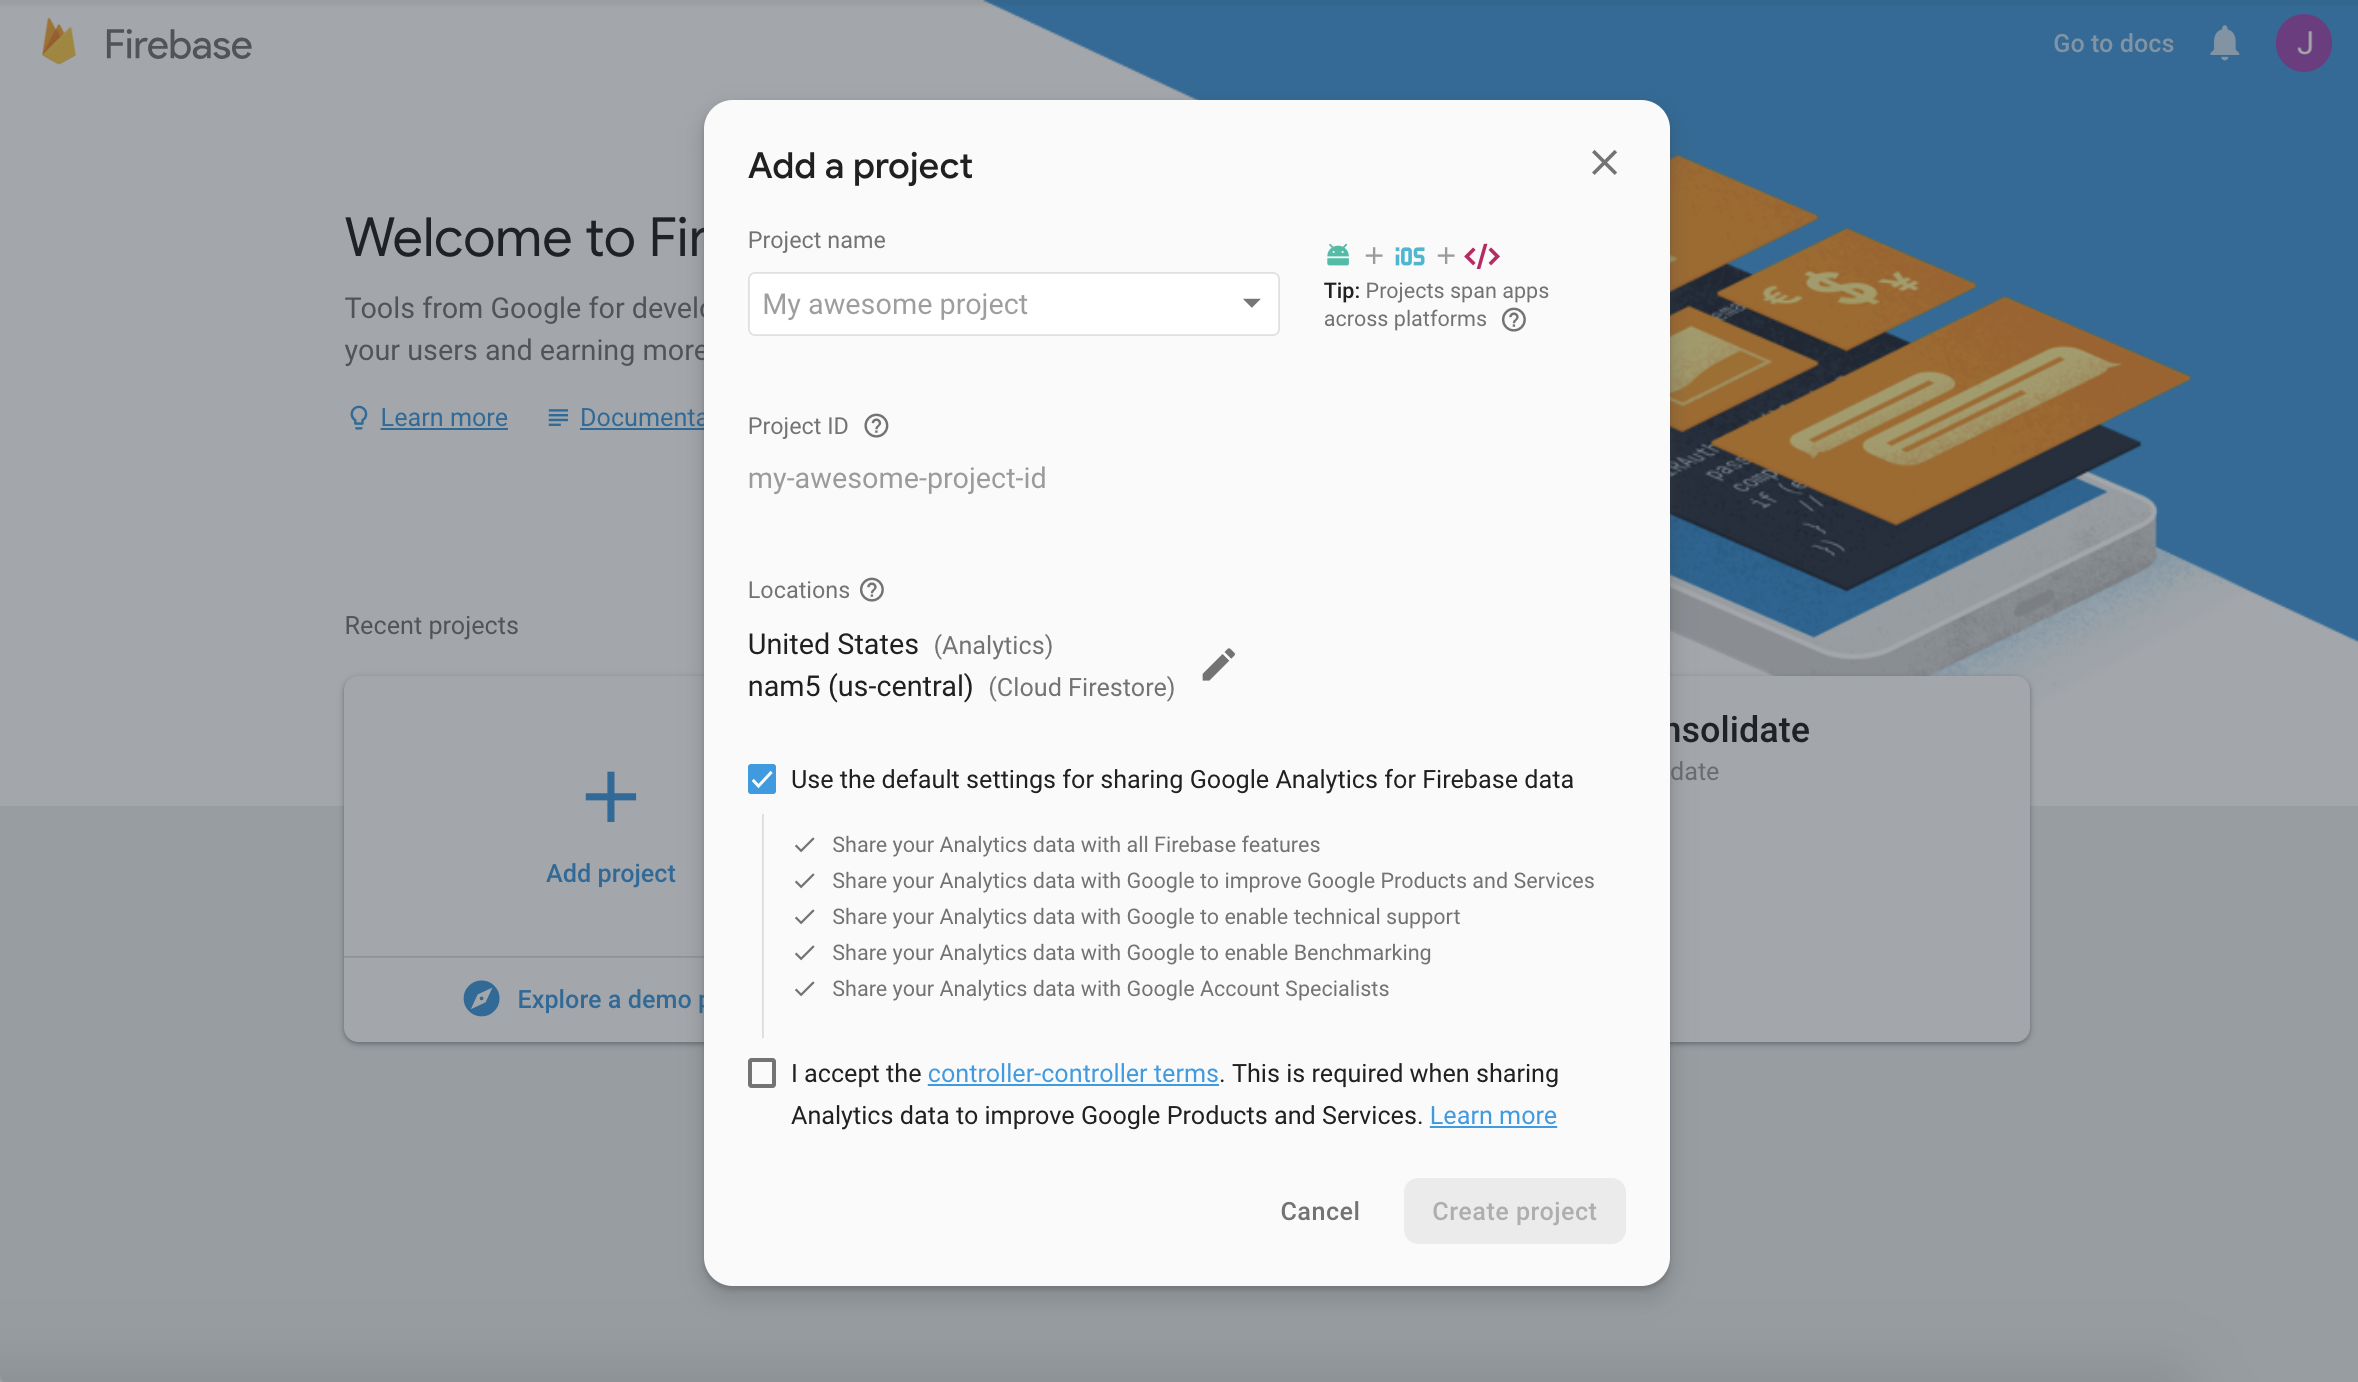 Firebase
Go to docs
J
Welcome to Fir
Tools from Google for develo
your users and earning more
Learn more
Documenta
Recent projects
Add project
Explore a demo p
nsolidate
date
Add a project
Project name
My awesome project
+ iOS + </>
Tip: Projects span apps
across platforms
Project ID
my-awesome-project-id
Locations
United States (Analytics)
nam5 (us-central) (Cloud Firestore)
Use the default settings for sharing Google Analytics for Firebase data
Share your Analytics data with all Firebase features
Share your Analytics data with Google to improve Google Products and Services
Share your Analytics data with Google to enable technical support
Share your Analytics data with Google to enable Benchmarking
Share your Analytics data with Google Account Specialists
I accept the controller-controller terms. This is required when sharing
Analytics data to improve Google Products and Services. Learn more
Cancel
Create project